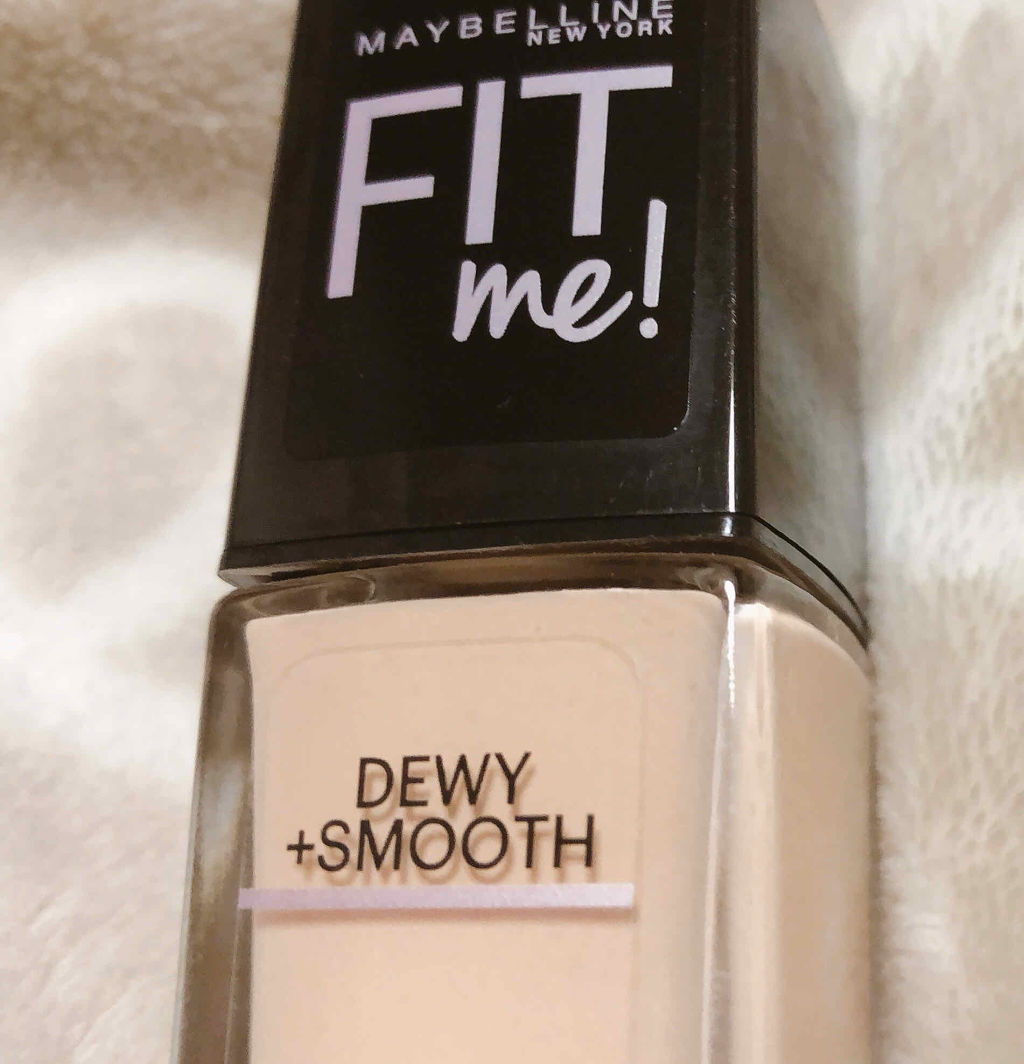 MAYBELLINE
NEW YORK
FIT
me!
DEWY
+SMOOTH